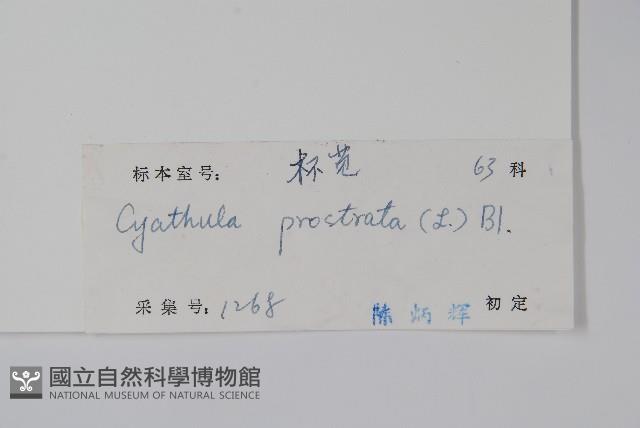 标本室号: 杯苋 63 科
Cyathula prostrata (L.) Bl.
采集号: 1268 陈炳辉 初定
國立自然科學博物館
NATIONAL MUSEUM OF NATURAL SCIENCE